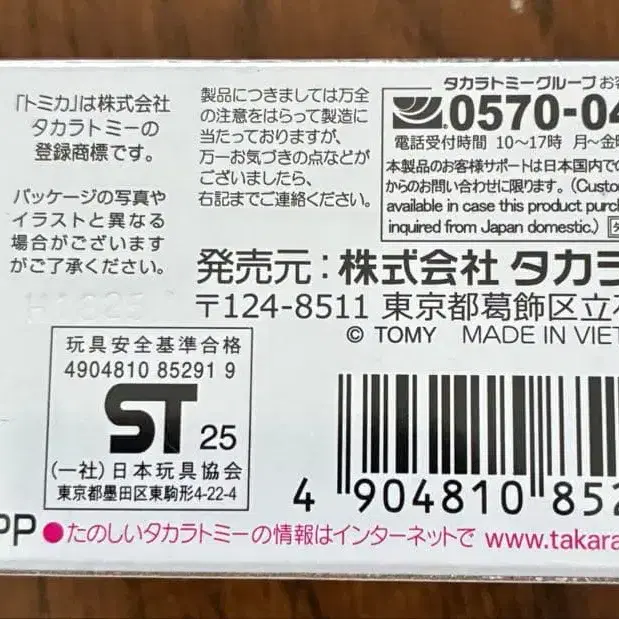 「トミカ」は株式会社
タカラトミーの
登録商標です。
パッケージの写真や
イラストと異なる
場合がございます
がご了承ください。
製品につきましては万全
の注意をはらって製造に
当たっておりますが、
万一お気づきの点などが
ございましたら、
右記までご連絡ください。
タカラトミーグループお客
0570-04
電話受付時間 10〜17時 月〜金曜
本製品のお客様サポートは日本国内での
からのお問い合わせに限ります。(Custom
available in case this product purch
inquired from Japan domestic.)
発売元:株式会社 タカラ
〒124-8511 東京都葛飾区立石
© TOMY MADE IN VIET
玩具安全基準合格
4904810 85291 9
ST 25
(一社)日本玩具協会
東京都墨田区東駒形4-22-4
4 904810 852
PP ●たのしいタカラトミーの情報はインターネットで www.takara